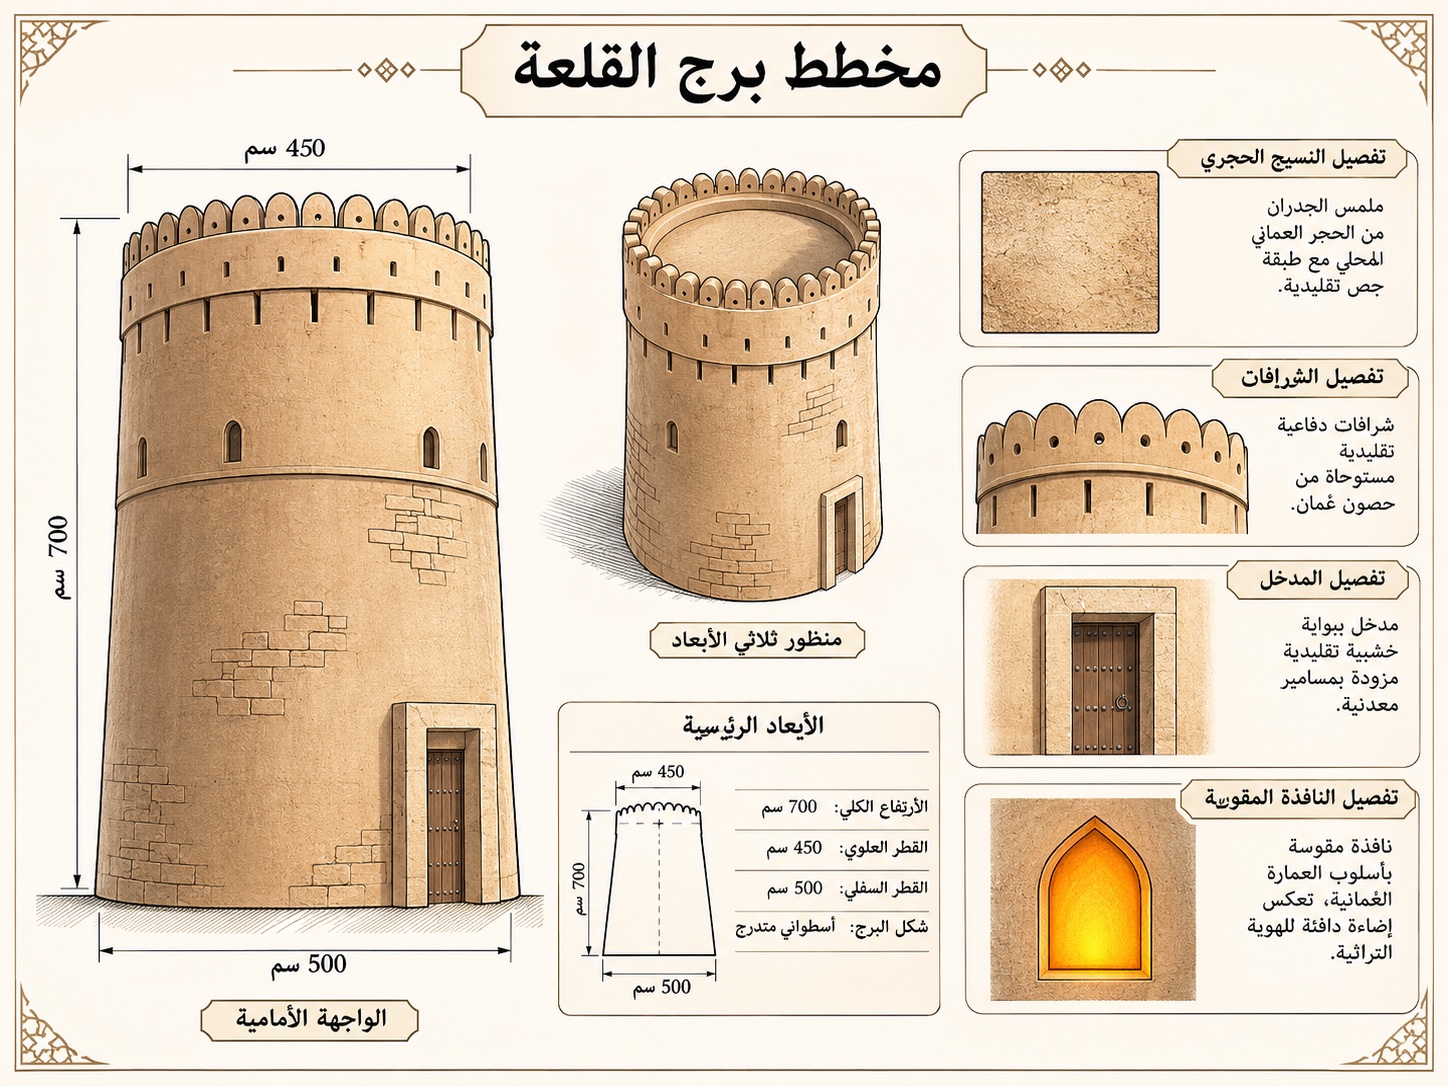 مخطط برج القلعة
450 سم
700 سم
500 سم
الواجهة الأمامية
منظور ثلاثي الأبعاد
الأبعاد الرئيسية
450 سم
700 سم
500 سم
الأرتفاع الكلي: 700 سم
القطر العلوي: 450 سم
القطر السفلي: 500 سم
شكل البرج: أسطواني متدرج
تفصيل النسيج الحجري
ملمس الجدران
من الحجر العماني
المحلي مع طبقة
جص تقليدية.
تفصيل الشرافات
شرافات دفاعية
تقليدية
مستوحاة من
حصون عُمان.
تفصيل المدخل
مدخل ببوابة
خشبية تقليدية
مزودة بمسامير
معدنية.
تفصيل النافذة المقوسة
نافذة مقوسة
بأسلوب العمارة
العُمانية، تعكس
إضاءة دافئة للهوية
التراثية.